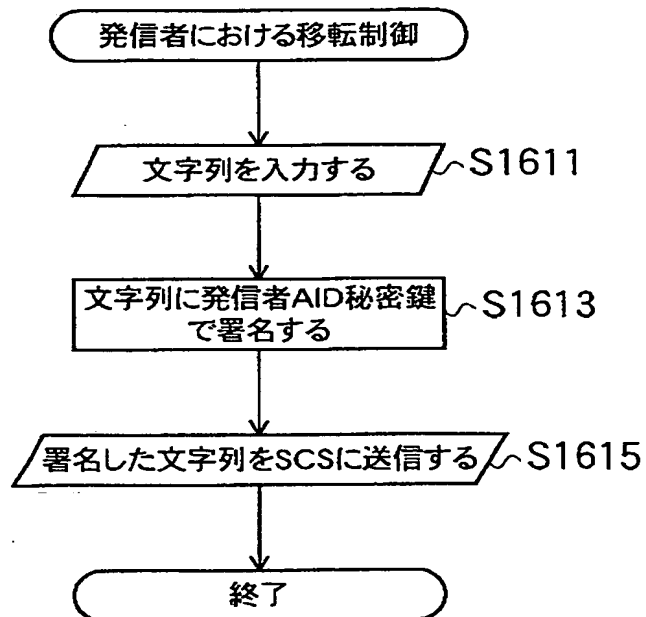 発信者における移転制御
文字列を入力する
S1611
文字列に発信者AID秘密鍵
で署名する
S1613
署名した文字列をSCSに送信する
S1615
終了